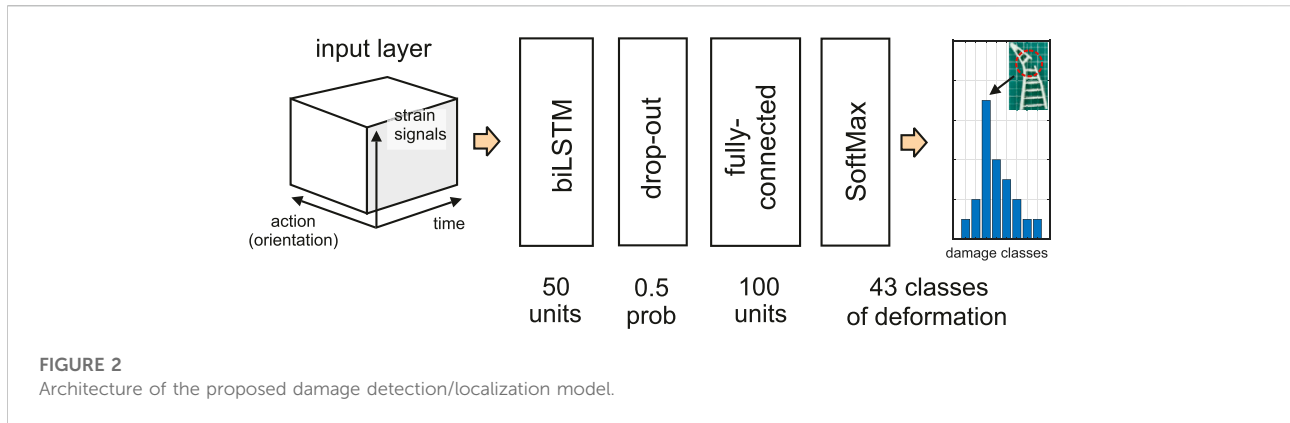 input layer
strain
signals
action
(orientation)
time
biLSTM
drop-out
fully-
connected
SoftMax
damage classes
50
units
0.5
prob
100
units
43 classes
of deformation
FIGURE 2
Architecture of the proposed damage detection/localization model.